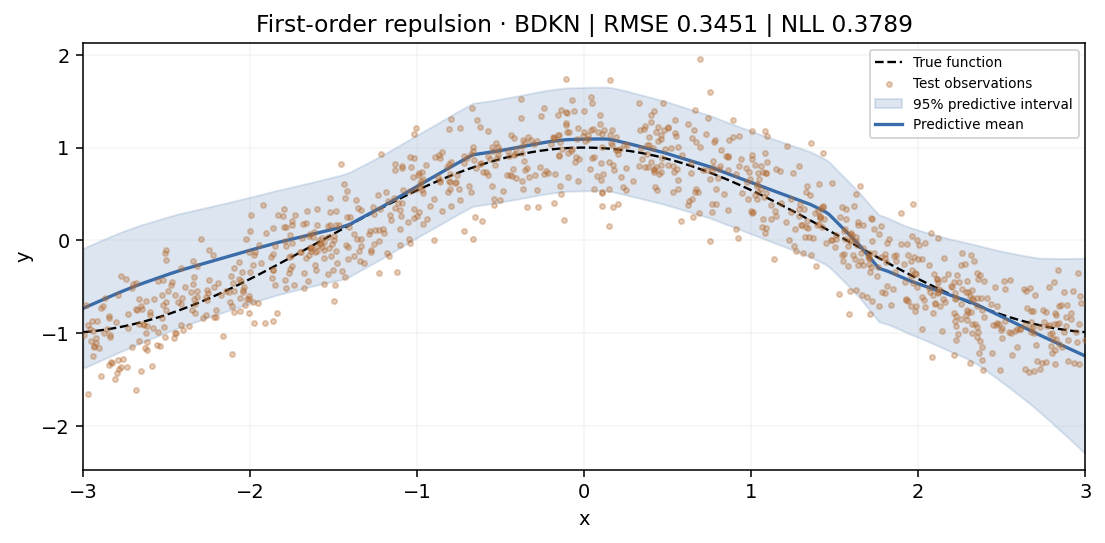 First-order repulsion · BDKN | RMSE 0.3451 | NLL 0.3789
True function
Test observations
95% predictive interval
Predictive mean
y
2
1
0
−1
−2
−3
−2
−1
0
1
2
3
x